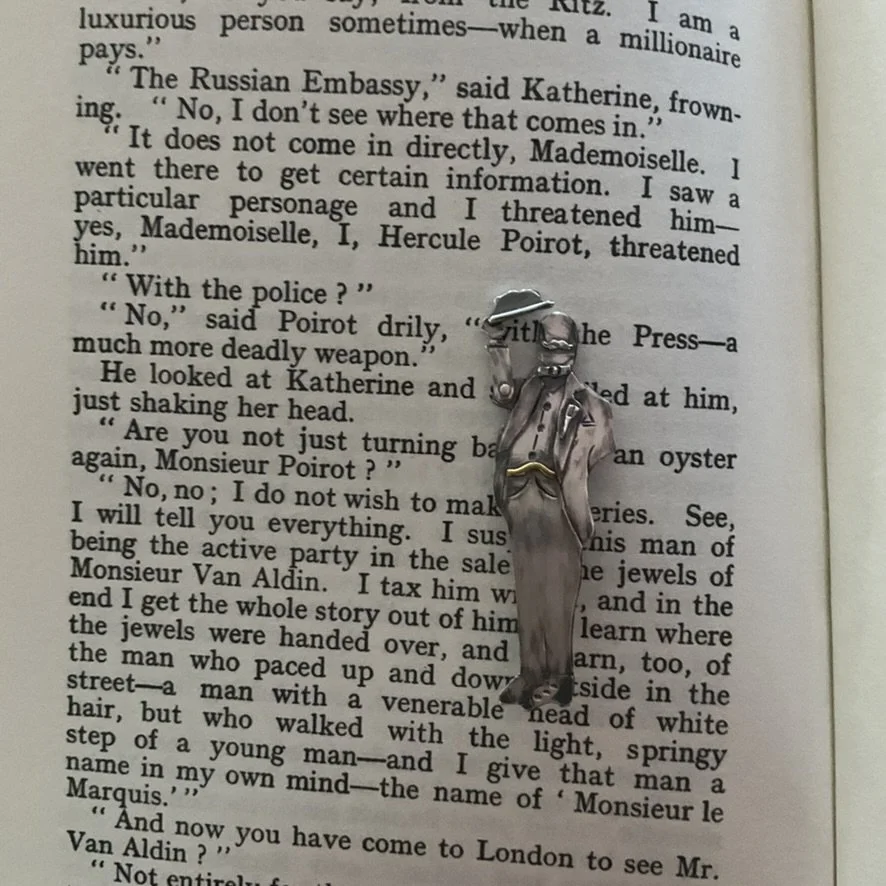 the Ritz. I am a
luxurious person sometimes—when a millionaire
pays.”
“ The Russian Embassy,” said Katherine, frown-
ing. “ No, I don’t see where that comes in.”
“ It does not come in directly, Mademoiselle. I
went there to get certain information. I saw a
particular personage and I threatened him—
yes, Mademoiselle, I, Hercule Poirot, threatened
him.”
“ With the police ? ”
“ No,” said Poirot drily, “ with the Press—a
much more deadly weapon.”
He looked at Katherine and at him,
just shaking her head.
“ Are you not just turning an oyster
again, Monsieur Poirot ? ”
“ No, no ; I do not wish to See,
I will tell you everything. I man of
being the active party in the sale jewels of
Monsieur Van Aldin. I tax him , and in the
end I get the whole story out of him learn where
the jewels were handed over, and too, of
the man who paced up and down in the
street—a man with a venerable head of white
hair, but who walked with the light, springy
step of a young man—and I give that man a
name in my own mind—the name of ‘ Monsieur le
Marquis.’ ”
“ And now you have come to London to see Mr.
Van Aldin ? ”
“ Not entirely